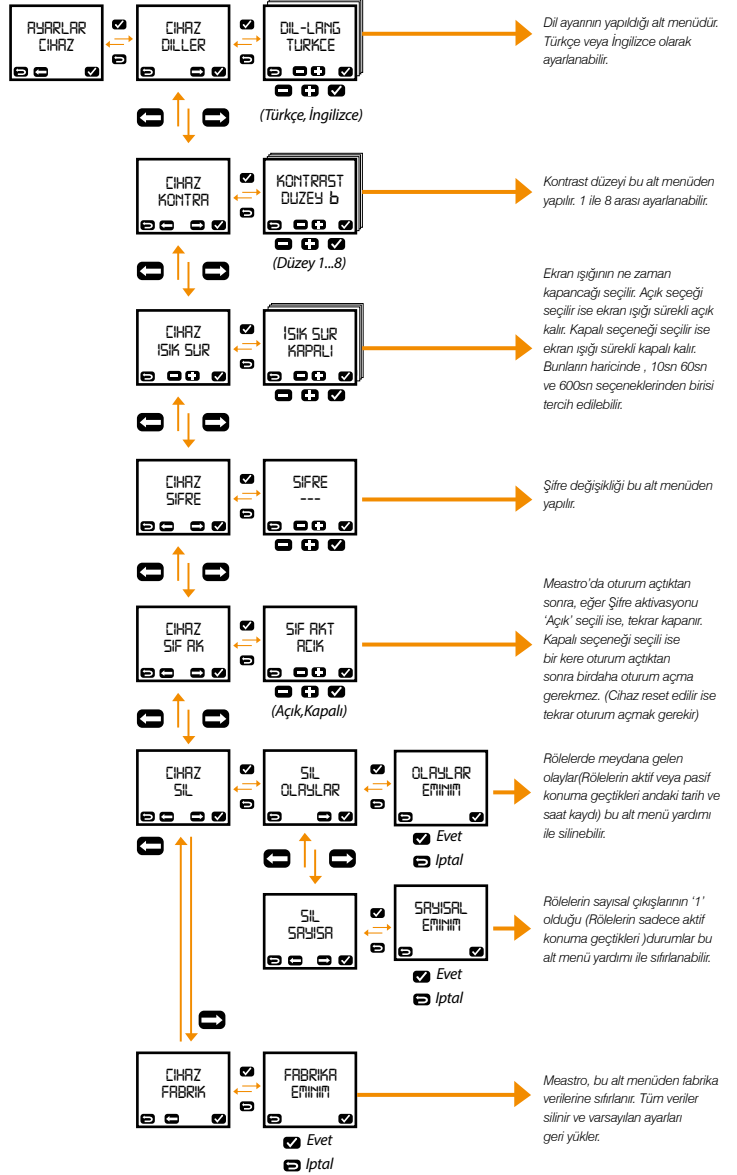 AYARLAR
CIHAZ
CIHAZ
DILLER
DIL-LANG
TURKCE
(Türkçe, İngilizce)
Dil ayarının yapıldığı alt menüdür.
Türkçe veya İngilizce olarak
ayarlanabilir.
CIHAZ
KONTRA
KONTRAST
DUZEY 6
(Düzey 1...8)
Kontrast düzeyi bu alt menüden
yapılır. 1 ile 8 arası ayarlanabilir.
CIHAZ
ISIK SUR
ISIK SUR
KAPALI
Ekran ışığının ne zaman
kapancağı seçilir. Açık seçeği
seçilir ise ekran ışığı sürekli açık
kalır. Kapalı seçeneği seçilir ise
ekran ışığı sürekli kapalı kalır.
Bunların haricinde , 10sn 60sn
ve 600sn seçeneklerinden birisi
tercih edilebilir.
CIHAZ
SIFRE
SIFRE
---
Şifre değişikliği bu alt menüden
yapılır.
CIHAZ
SIF AK
SIF AKT
ACIK
(Açık,Kapalı)
Meastro’da oturum açtıktan
sonra, eğer Şifre aktivasyonu
‘Açık’ seçili ise, tekrar kapanır.
Kapalı seçeneği seçili ise
bir kere oturum açtıktan
sonra birdaha oturum açma
gerekmez. (Cihaz reset edilir ise
tekrar oturum açmak gerekir)
CIHAZ
SIL
SIL
OLAYLAR
OLAYLAR
EMINIM
Evet
Iptal
Rölelerde meydana gelen
olaylar(Rölelerin aktif veya pasif
konuma geçtikleri andaki tarih ve
saat kaydı) bu alt menü yardımı
ile silinebilir.
SIL
SAYISA
SAYISAL
EMINIM
Evet
Iptal
Rölelerin sayısal çıkışlarının ‘1’
olduğu (Rölelerin sadece aktif
konuma geçtikleri )durumlar bu
alt menü yardımı ile sıfırlanabilir.
CIHAZ
FABRIK
FABRIKA
EMINIM
Evet
Iptal
Meastro, bu alt menüden fabrika
verilerine sıfırlanır. Tüm veriler
silinir ve varsayılan ayarları
geri yükler.